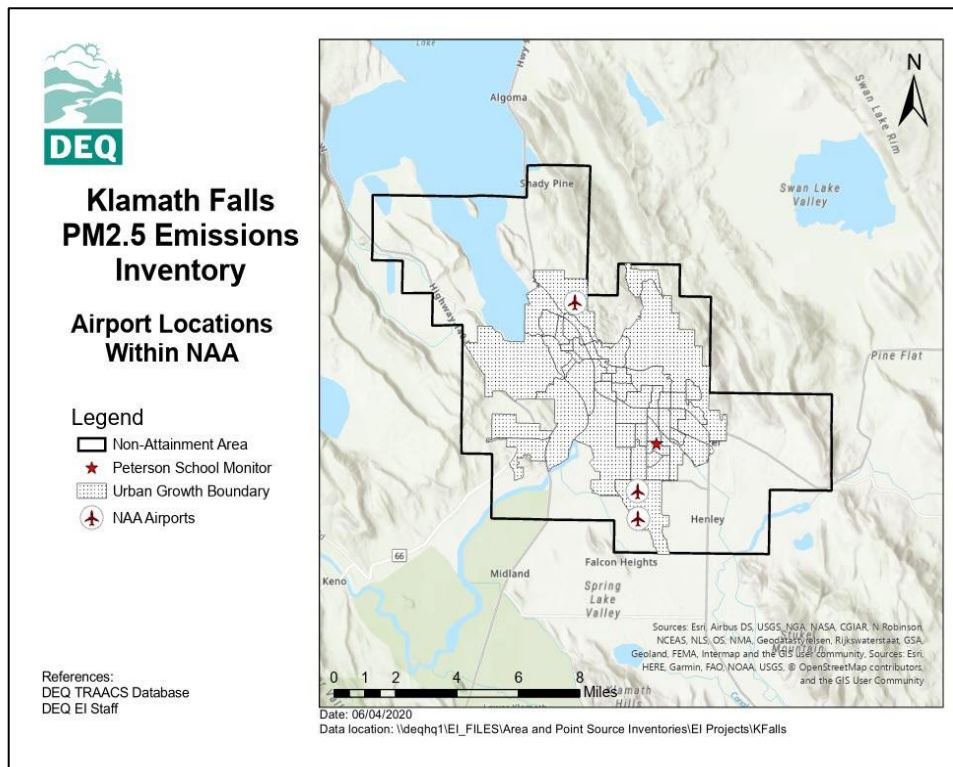 DEQ
Klamath Falls
PM2.5 Emissions
Inventory
Airport Locations
Within NAA
Legend
Non-Attainment Area
Peterson School Monitor
Urban Growth Boundary
NAA Airports
References:
DEQ TRAACS Database
DEQ EI Staff
Lake
Algoma
N
Swan Lake Rim
Shady Pine
Swan Lake
Valley
Pine Flat
66
Henley
Midland
Falcon Heights
Keno
Spring
Lake
Valley
Sources: Esri, Airbus DS, USGS, NGA, NASA, CGIAR, N Robinson,
NCEAS, NLS, OS, NMA, Geodatastyrelsen, Rijkswaterstaat, GSA,
Geoland, FEMA, Intermap and the GIS user community, Sources: Esri,
HERE, Garmin, FAO, NOAA, USGS, © OpenStreetMap contributors,
and the GIS User Community
Mountain
0 1 2 4 6 8
Miles
Hills
Date: 06/04/2020
Data location: \\deqhq1\EI_FILES\Area and Point Source Inventories\EI Projects\KFalls